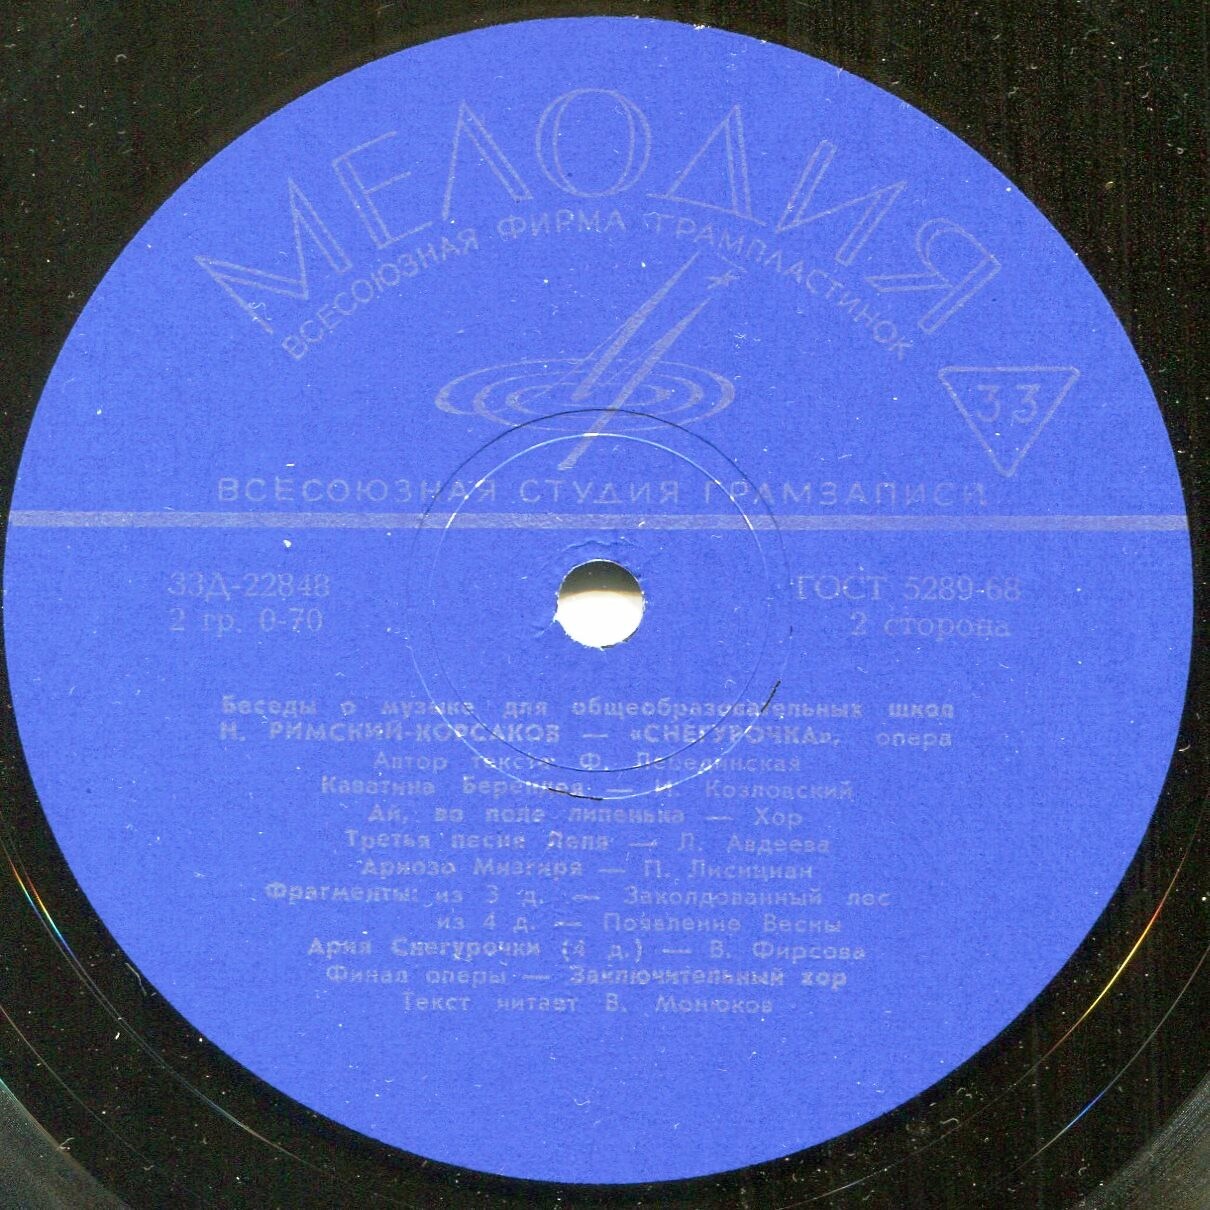 МЕЛОДИЯ
ВСЕСОЮЗНАЯ ФИРМА ГРАМПЛАСТИНОК
33
ВСЕСОЮЗНАЯ СТУДИЯ ГРАМЗАПИСИ
33Д-22848 ГОСТ 5289-68
2 гр. 0-70 2 сторона
Беседы о музыке для общеобразовательных школ
Н. РИМСКИЙ-КОРСАКОВ — «СНЕГУРОЧКА», опера
Автор текста Ф.
Каватина Берендея — И. Козловский
Ай, во поле липенька — Хор
Третья песня Леля — Л. Авдеева
Ариозо Мизгиря — П. Лисициан
Фрагменты: из 3 д. — Заколдованный лес
из 4 д. — Появление Весны
Ария Снегурочки (4 д.) — В. Фирсова
Финал оперы — Заключительный хор
Текст читает В. Монюков